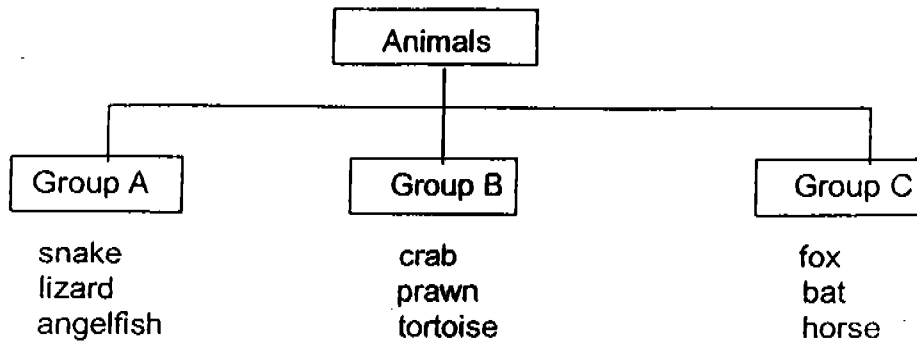 Animals
Group A
Group B
Group C
snake
lizard
angelfish
crab
prawn
tortoise
fox
bat
horse